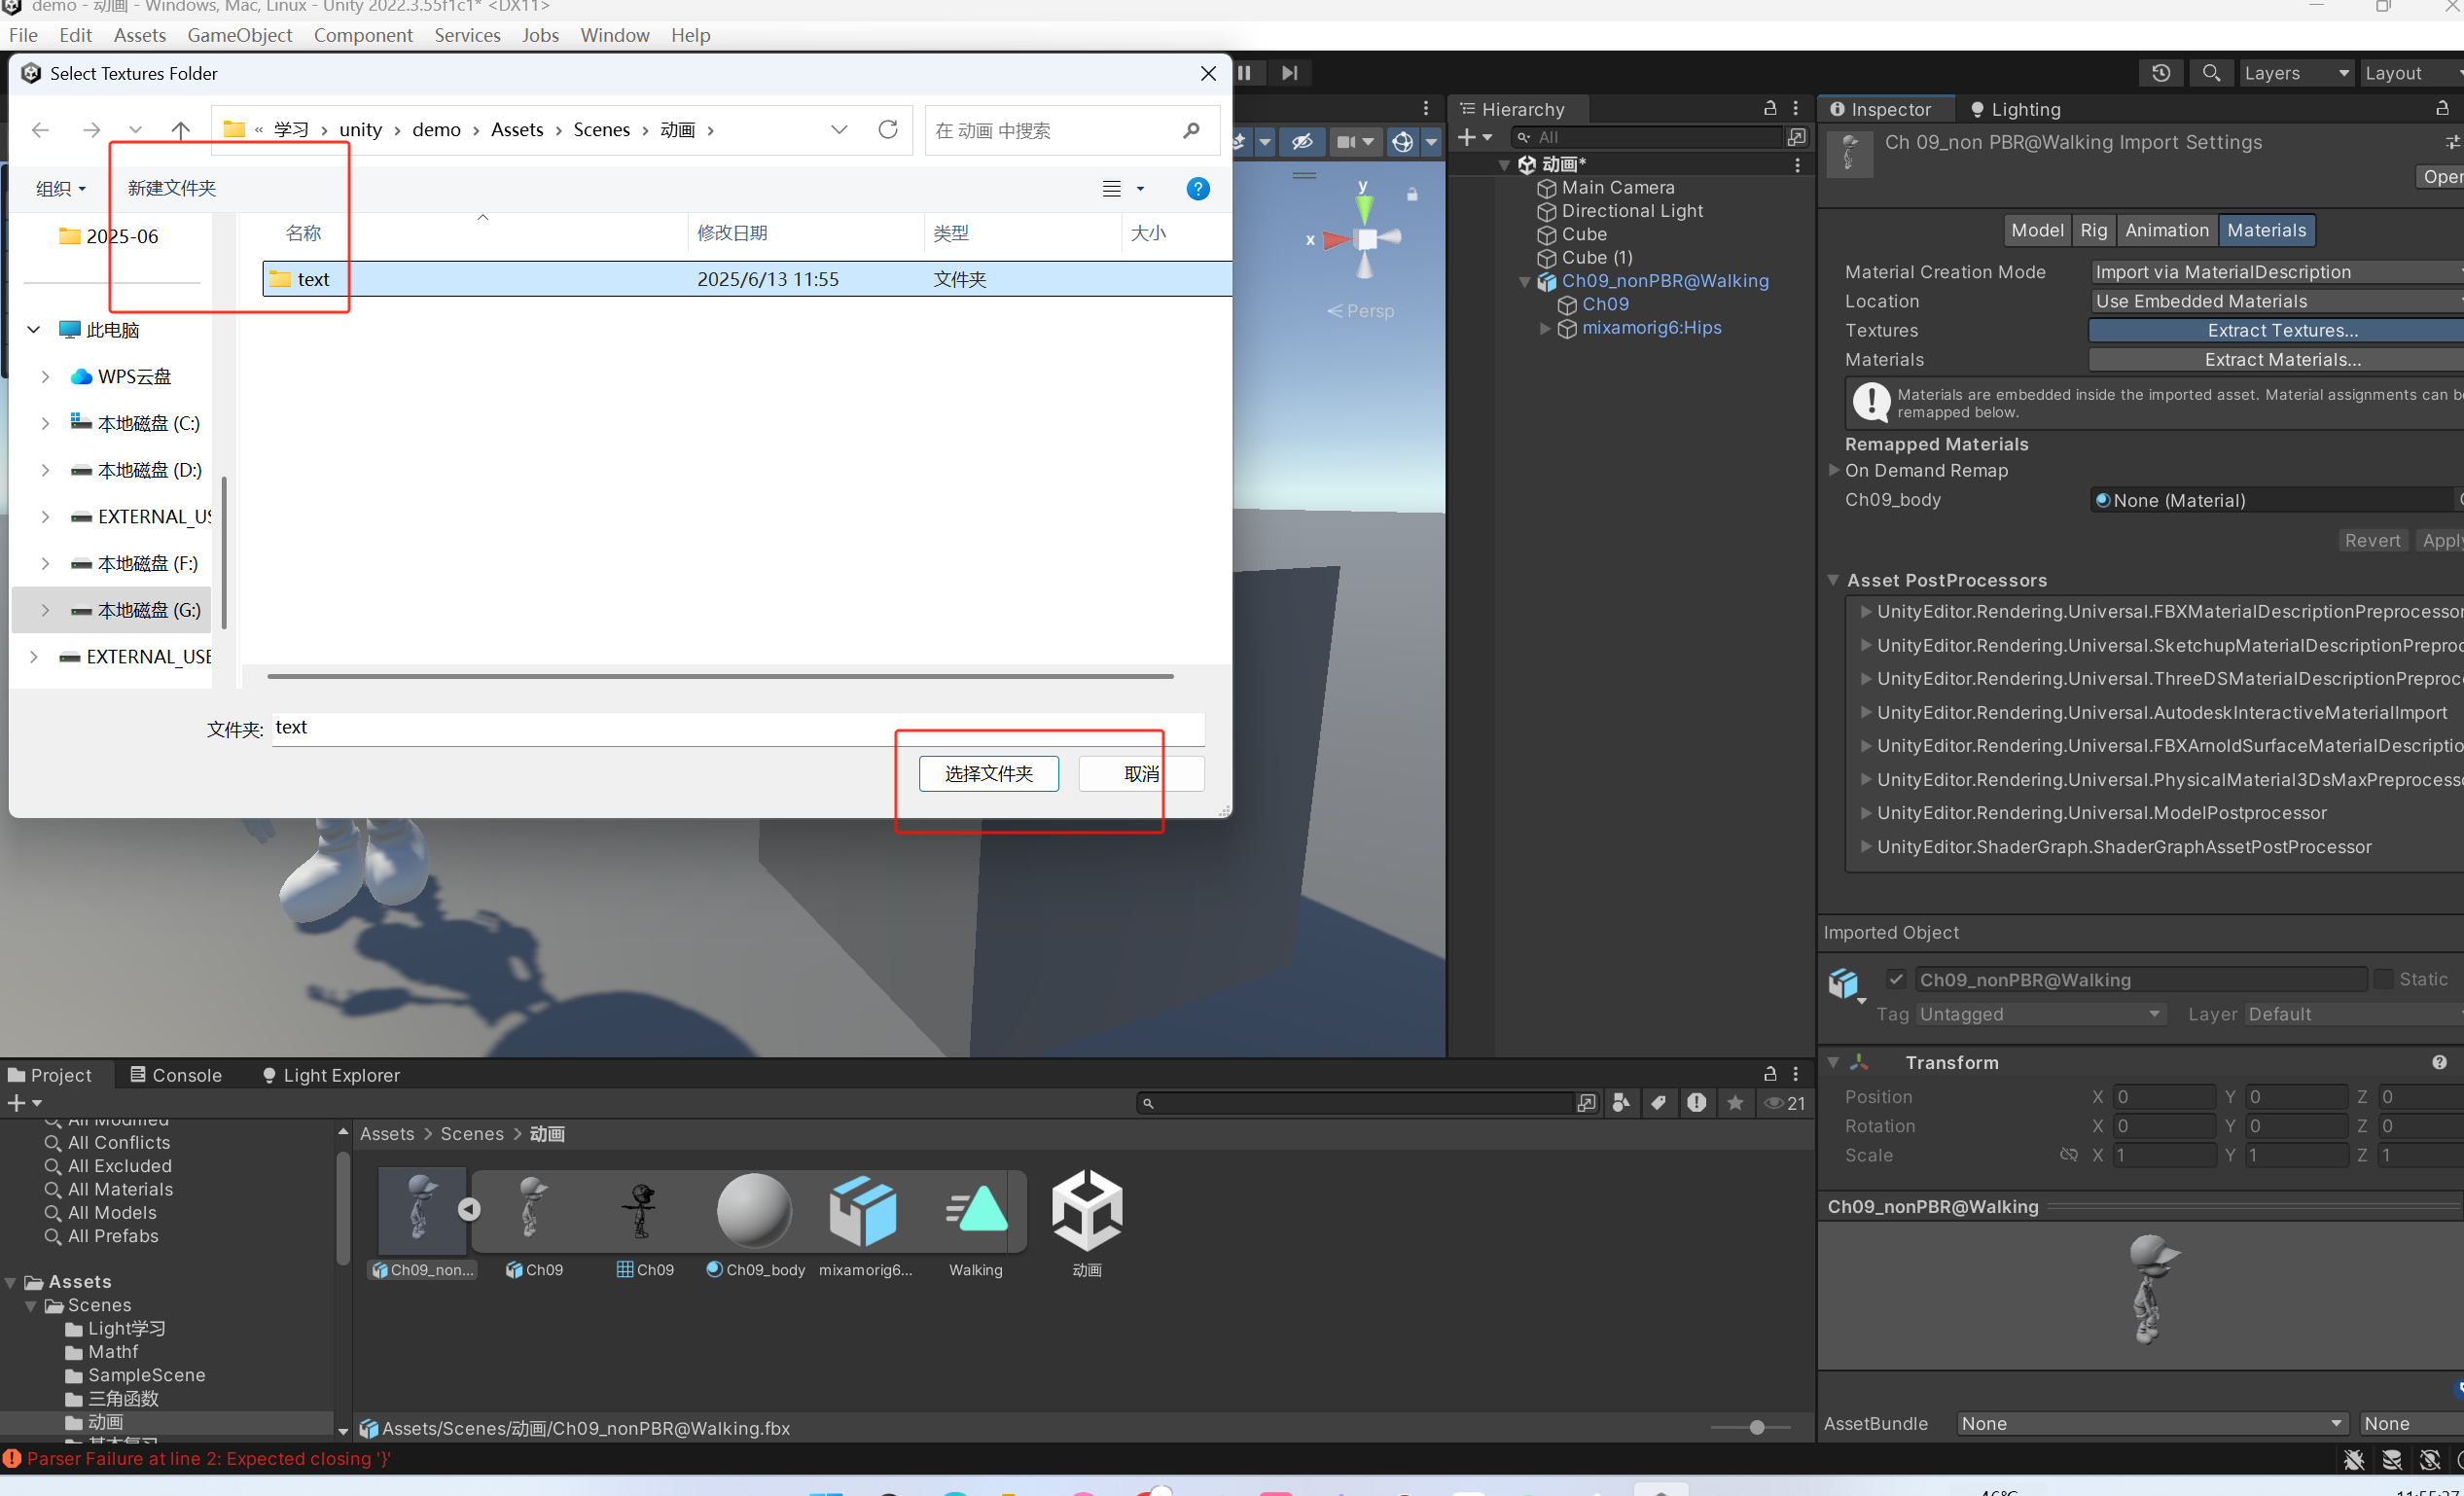 demo - 动画 - Windows, Mac, Linux - Unity 2022.3.55f1c1* <DX11>
File Edit Assets GameObject Component Services Jobs Window Help
Select Textures Folder
« 学习 › unity › demo › Assets › Scenes › 动画 ›
在 动画 中搜索
组织 新建文件夹
名称 修改日期 类型 大小
text 2025/6/13 11:55 文件夹
2025-06
此电脑
WPS云盘
本地磁盘 (C:)
本地磁盘 (D:)
EXTERNAL_US
本地磁盘 (F:)
本地磁盘 (G:)
EXTERNAL_USE
文件夹: text
选择文件夹 取消
Layers Layout
x y
Persp
Hierarchy
All
动画*
Main Camera
Directional Light
Cube
Cube (1)
Ch09_nonPBR@Walking
Ch09
mixamorig6:Hips
Inspector Lighting
Ch 09_non PBR@Walking Import Settings
Open
Model Rig Animation Materials
Material Creation Mode Import via MaterialDescription
Location Use Embedded Materials
Textures Extract Textures...
Materials Extract Materials...
Materials are embedded inside the imported asset. Material assignments can be
remapped below.
Remapped Materials
On Demand Remap
Ch09_body None (Material)
Revert Apply
Asset PostProcessors
UnityEditor.Rendering.Universal.FBXMaterialDescriptionPreprocessor
UnityEditor.Rendering.Universal.SketchupMaterialDescriptionPreproc
UnityEditor.Rendering.Universal.ThreeDSMaterialDescriptionPreproce
UnityEditor.Rendering.Universal.AutodeskInteractiveMaterialImport
UnityEditor.Rendering.Universal.FBXArnoldSurfaceMaterialDescriptio
UnityEditor.Rendering.Universal.PhysicalMaterial3DsMaxPreprocess
UnityEditor.Rendering.Universal.ModelPostprocessor
UnityEditor.ShaderGraph.ShaderGraphAssetPostProcessor
Imported Object
Ch09_nonPBR@Walking Static
Tag Untagged Layer Default
Transform
Position X 0 Y 0 Z 0
Rotation X 0 Y 0 Z 0
Scale X 1 Y 1 Z 1
Ch09_nonPBR@Walking
AssetBundle None None
Project Console Light Explorer
21
All Modified
All Conflicts
All Excluded
All Materials
All Models
All Prefabs
Assets
Scenes
Light学习
Mathf
SampleScene
三角函数
动画
Assets > Scenes > 动画
Ch09_non... Ch09 Ch09 Ch09_body mixamorig6... Walking 动画
Assets/Scenes/动画/Ch09_nonPBR@Walking.fbx
Parser Failure at line 2: Expected closing '}'